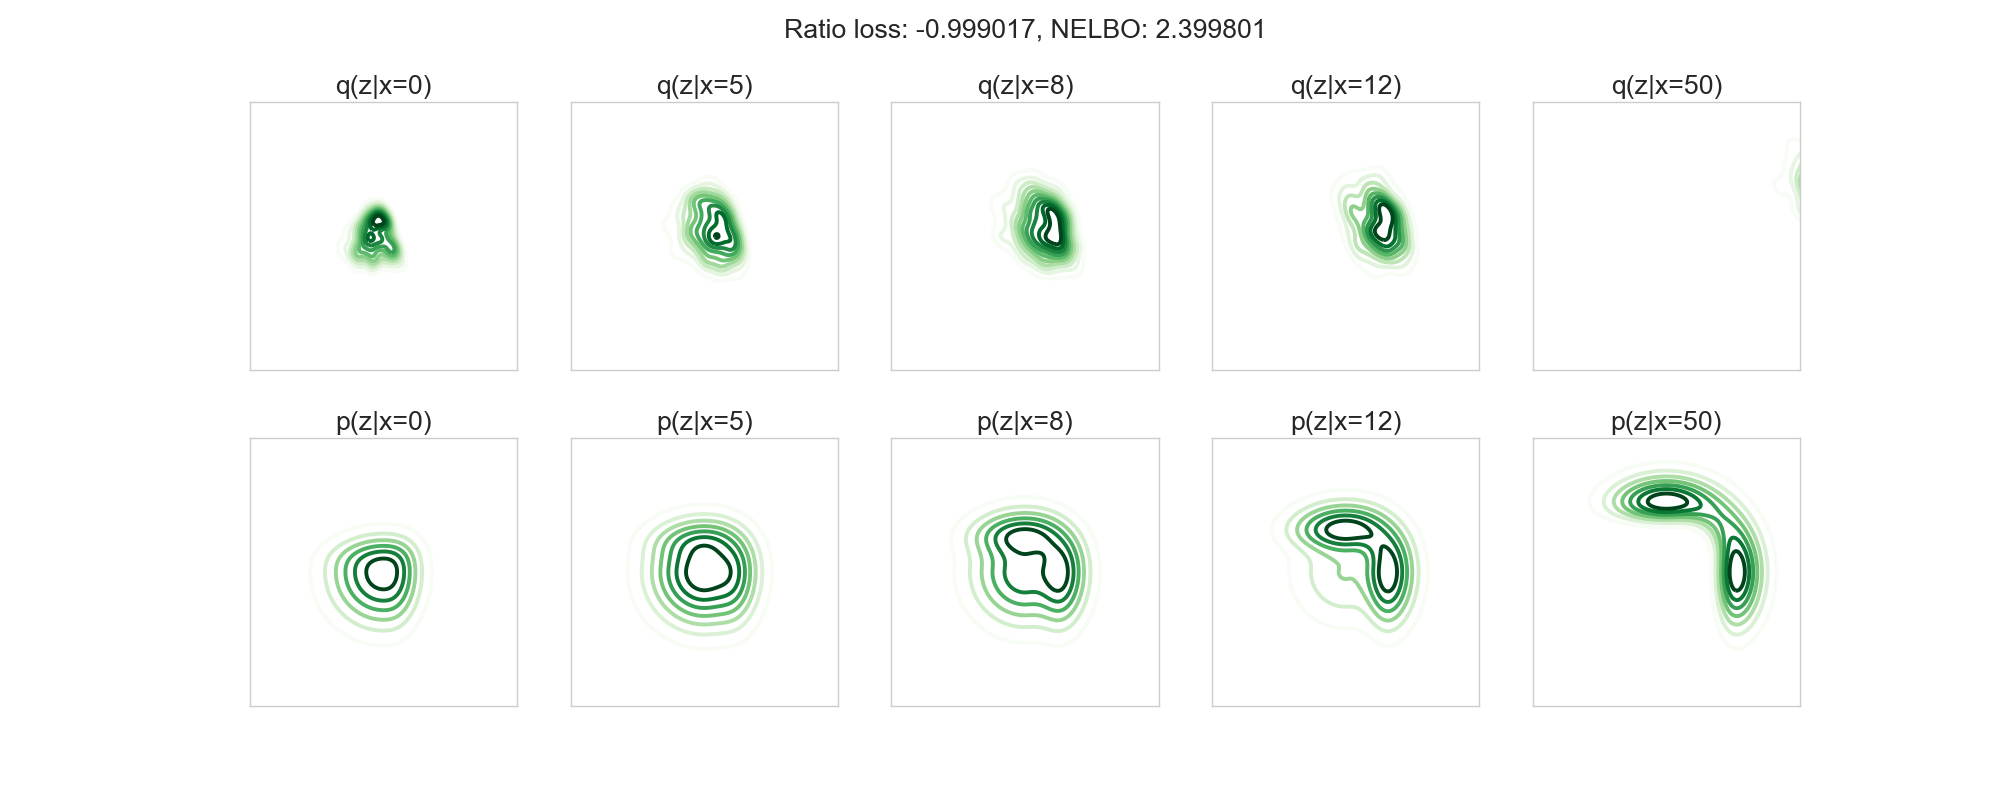 Ratio loss: -0.999017, NELBO: 2.399801
q(z|x=0) q(z|x=5) q(z|x=8) q(z|x=12) q(z|x=50)
p(z|x=0) p(z|x=5) p(z|x=8) p(z|x=12) p(z|x=50)